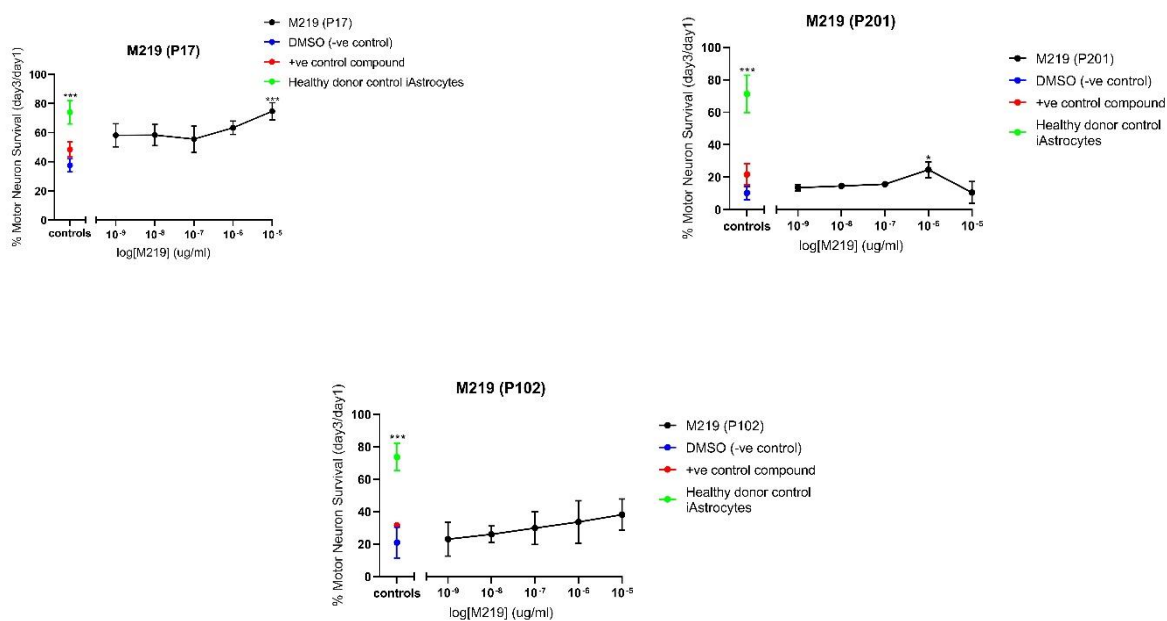 M219 (P17)
% Motor Neuron Survival (day3/day1)
100
80
60
40
20
0
***
***
controls
10⁻⁹
10⁻⁸
10⁻⁷
10⁻⁶
10⁻⁵
log[M219] (ug/ml)
M219 (P17)
DMSO (-ve control)
+ve control compound
Healthy donor control iAstrocytes
M219 (P201)
% Motor Neuron Survival (day3/day1)
100
80
60
40
20
0
***
*
controls
10⁻⁹
10⁻⁸
10⁻⁷
10⁻⁶
10⁻⁵
log[M219] (ug/ml)
M219 (P201)
DMSO (-ve control)
+ve control compound
Healthy donor control
iAstrocytes
M219 (P102)
% Motor Neuron Survival (day3/day1)
100
80
60
40
20
0
***
controls
10⁻⁹
10⁻⁸
10⁻⁷
10⁻⁶
10⁻⁵
log[M219] (ug/ml)
M219 (P102)
DMSO (-ve control)
+ve control compound
Healthy donor control
iAstrocytes